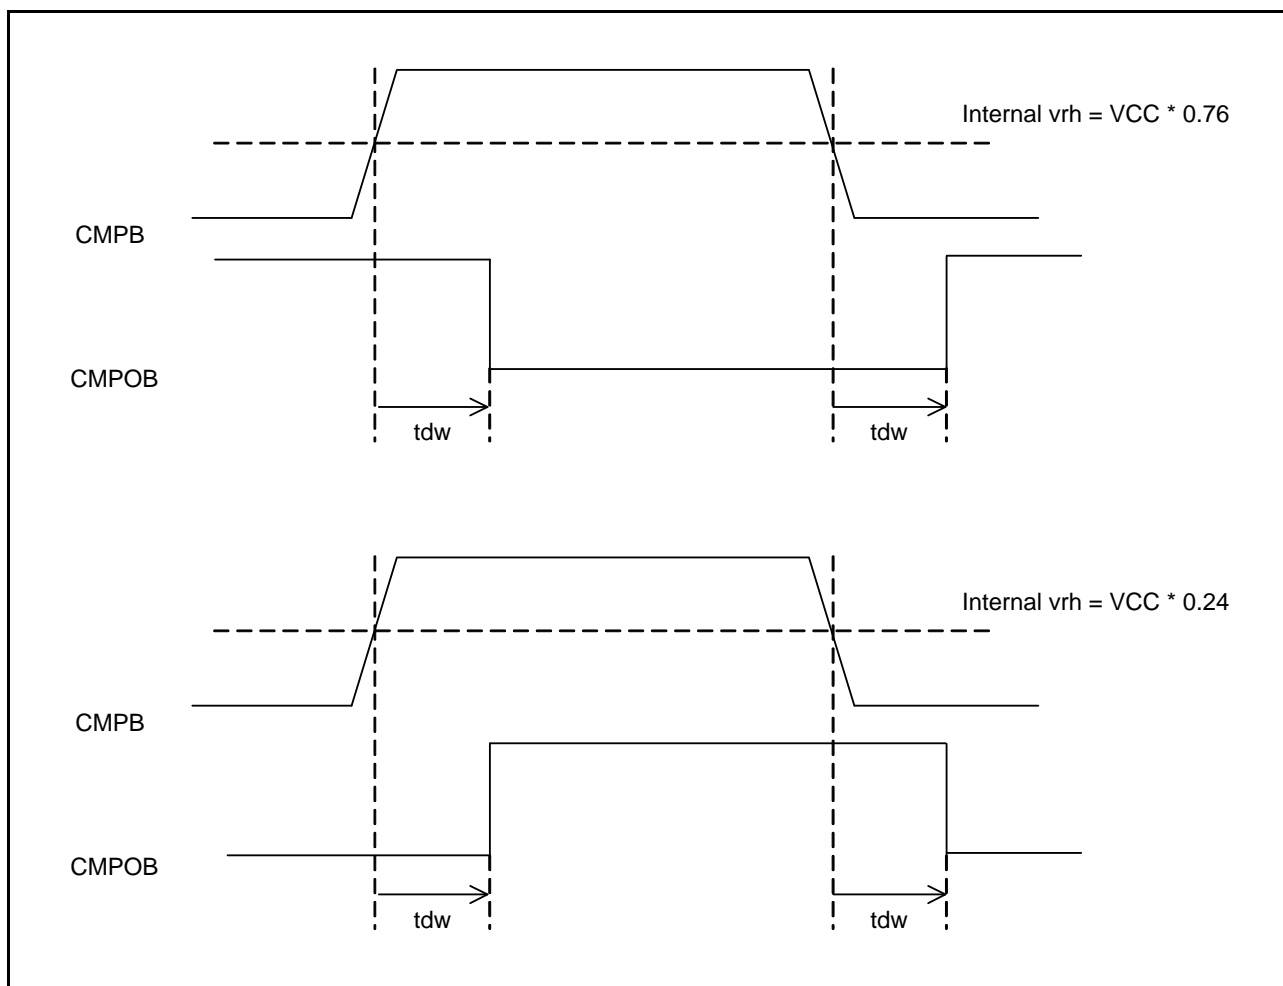 Internal vrh = VCC * 0.76
CMPB
CMPOB
tdw
tdw
Internal vrh = VCC * 0.24
CMPB
CMPOB
tdw
tdw